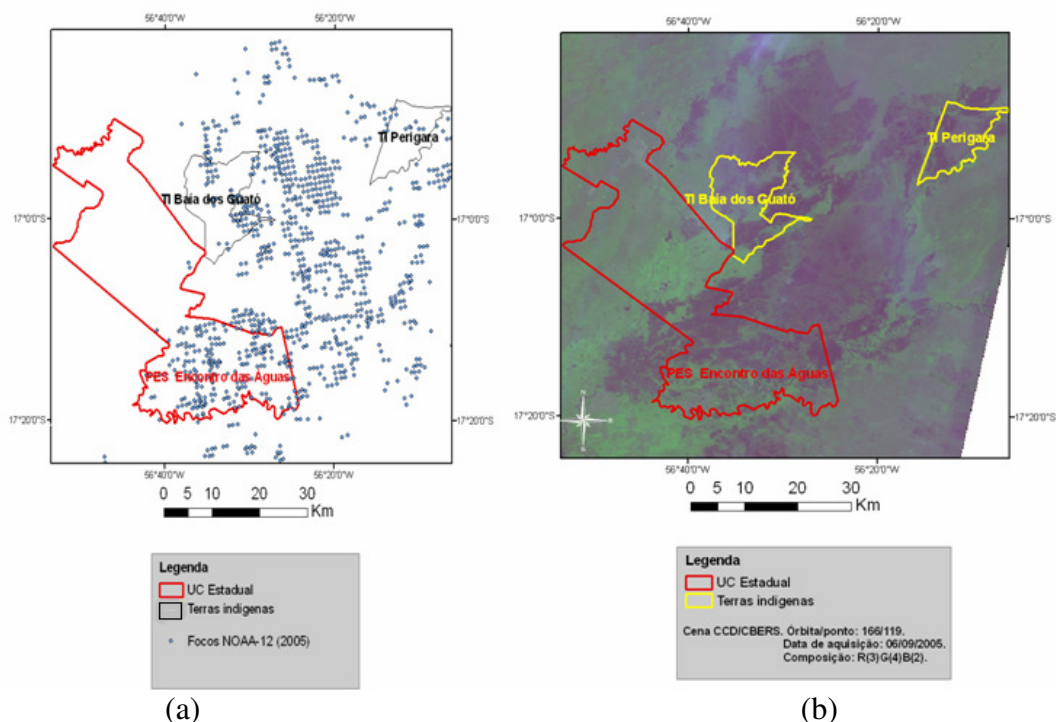 56°40'0"W 56°20'0"W
TI Perigara
TI Baía dos Guató
17°0'0"S 17°0'0"S
PES Encontro das Águas
17°20'0"S 17°20'0"S
56°40'0"W 56°20'0"W
0 5 10 20 30
Km
Legenda
UC Estadual
Terras indígenas
Focos NOAA-12 (2005)
(a)
56°40'0"W 56°20'0"W
TI Perigara
TI Baía dos Guató
17°0'0"S 17°0'0"S
PES Encontro das Águas
17°20'0"S 17°20'0"S
56°40'0"W 56°20'0"W
0 5 10 20 30
Km
Legenda
UC Estadual
Terras indígenas
Cena CCD/CBERS. Órbita/ponto: 166/119.
Data de aquisição: 06/09/2005.
Composição: R(3)G(4)B(2).
(b)